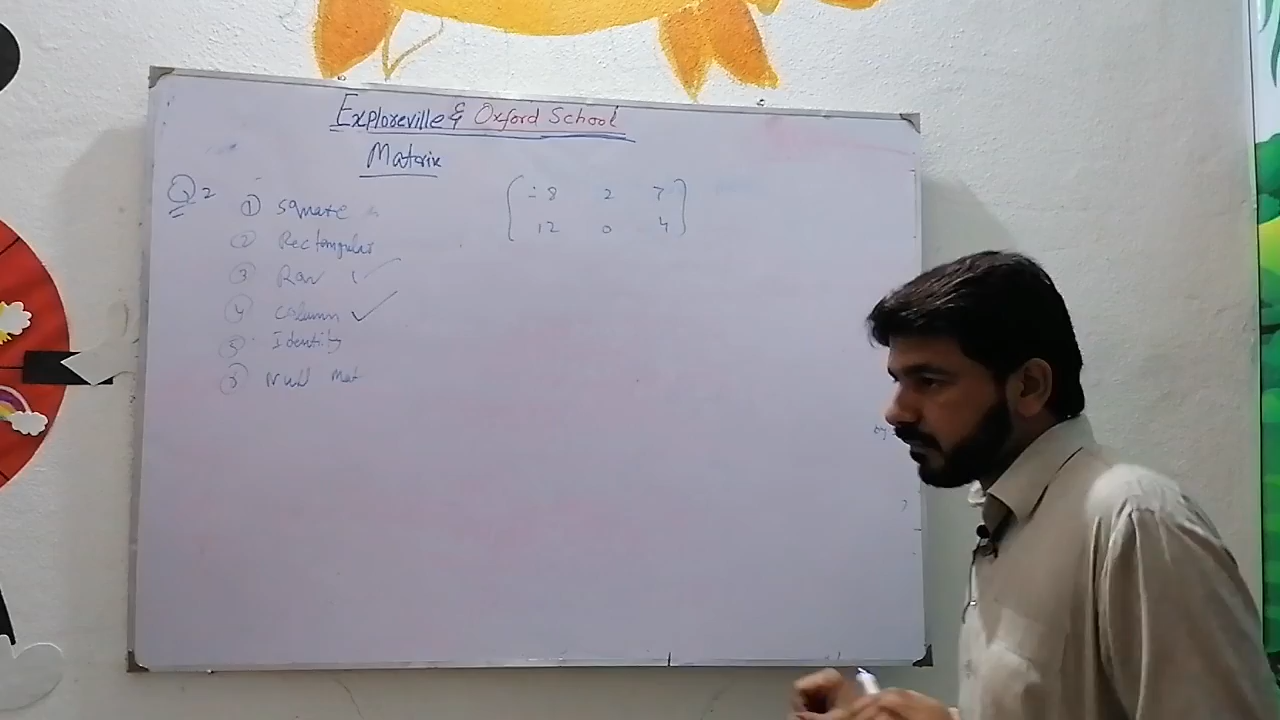 Exploreville & Oxford School
Matrix
Q2
① Square
② Rectangular
③ Row ✓
④ Column ✓
⑤ Identity
⑥ Null Mat
-8 2 7
12 0 4